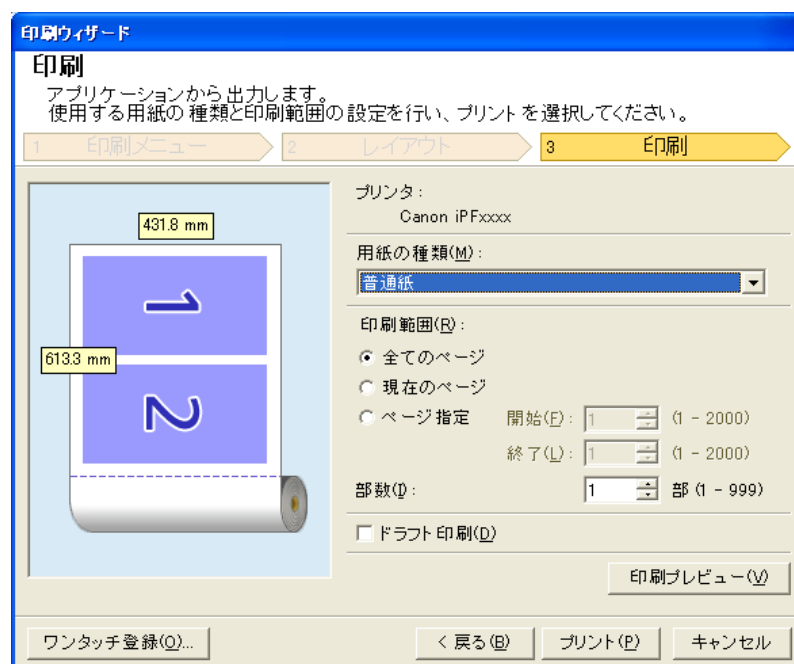 印刷ウィザード
印刷
アプリケーションから出力します。
使用する用紙の種類と印刷範囲の設定を行い、プリントを選択してください。
1 印刷メニュー 2 レイアウト 3 印刷
431.8 mm
613.3 mm
1
2
プリンタ:
Canon iPFxxxx
用紙の種類(M):
普通紙
印刷範囲(R):
全てのページ
現在のページ
ページ指定 開始(F): 1 (1 - 2000)
終了(L): 1 (1 - 2000)
部数(I): 1 部 (1 - 999)
ドラフト印刷(D)
印刷プレビュー(V)
ワンタッチ登録(O)... < 戻る(B) プリント(P) キャンセル